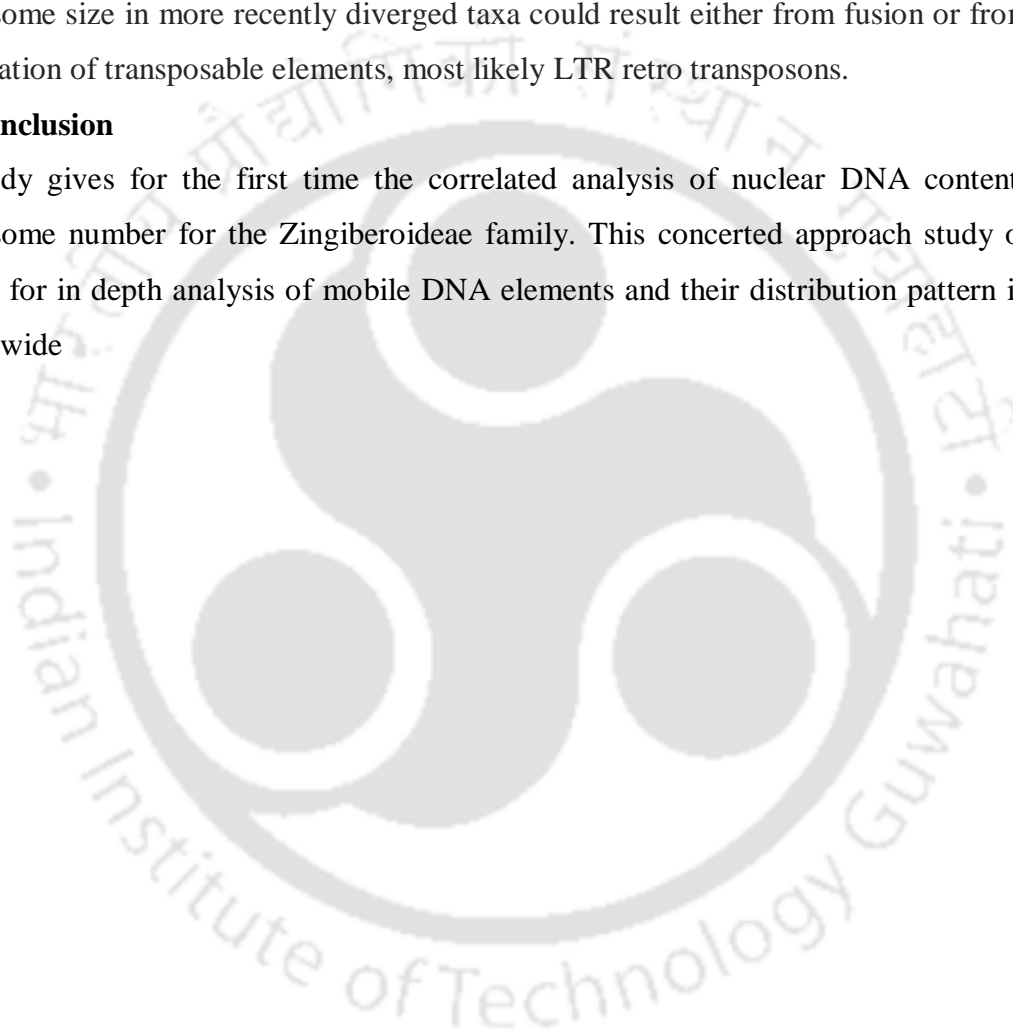 some size in more recently diverged taxa could result either from fusion or from
ation of transposable elements, most likely LTR retro transposons.
nclusion
dy gives for the first time the correlated analysis of nuclear DNA content
some number for the Zingiberoideae family. This concerted approach study o
for in depth analysis of mobile DNA elements and their distribution pattern i
wide
भारतीय प्रौद्योगिकी संस्थान गुवाहाटी
• Indian Institute of Technology Guwahati •